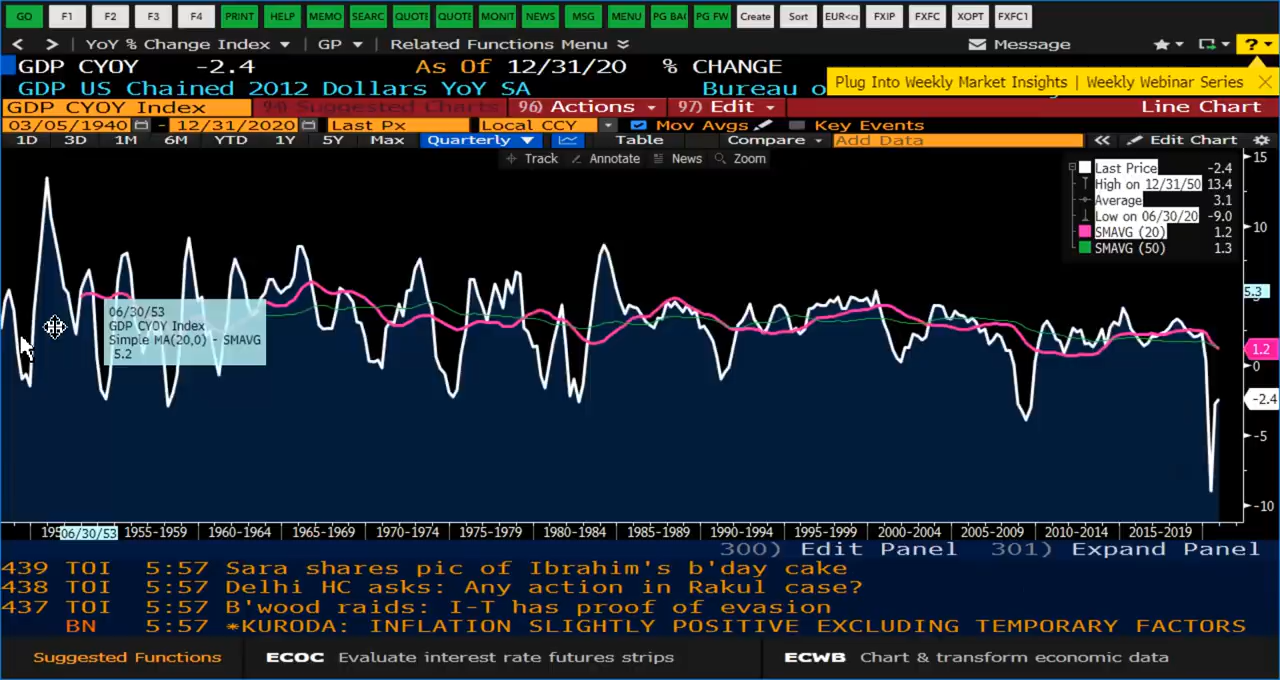 GO F1 F2 F3 F4 PRINT HELP MEMO SEARC QUOTE QUOTE MONIT NEWS MSG MENU PG BAC PG FW Create Sort EUR<c FXIP FXFC XOPT FXFC1
< > YoY % Change Index GP Related Functions Menu Message ?
GDP CYOY -2.4 As Of 12/31/20 % CHANGE
Plug Into Weekly Market Insights | Weekly Webinar Series
GDP US Chained 2012 Dollars YoY SA Bureau o
GDP CYOY Index 94) Suggested Charts 96) Actions 97) Edit Line Chart
03/05/1940 - 12/31/2020 Last Px Local CCY Mov Avgs Key Events
1D 3D 1M 6M YTD 1Y 5Y Max Quarterly Table Compare Add Data « Edit Chart
Track Annotate News Zoom
Last Price -2.4
High on 12/31/50 13.4
Average 3.1
Low on 06/30/20 -9.0
SMAVG (20) 1.2
SMAVG (50) 1.3
15
10
5.3
1.2
0
-2.4
-5
-10
06/30/53
GDP CYOY Index
Simple MA(20,0) - SMAVG
5.2
195 06/30/53 1955-1959 1960-1964 1965-1969 1970-1974 1975-1979 1980-1984 1985-1989 1990-1994 1995-1999 2000-2004 2005-2009 2010-2014 2015-2019
300) Edit Panel 301) Expand Panel
439 TOI 5:57 Sara shares pic of Ibrahim's b'day cake
438 TOI 5:57 Delhi HC asks: Any action in Rakul case?
437 TOI 5:57 B'wood raids: I-T has proof of evasion
BN 5:57 *KURODA: INFLATION SLIGHTLY POSITIVE EXCLUDING TEMPORARY FACTORS
Suggested Functions ECOC Evaluate interest rate futures strips ECWB Chart & transform economic data